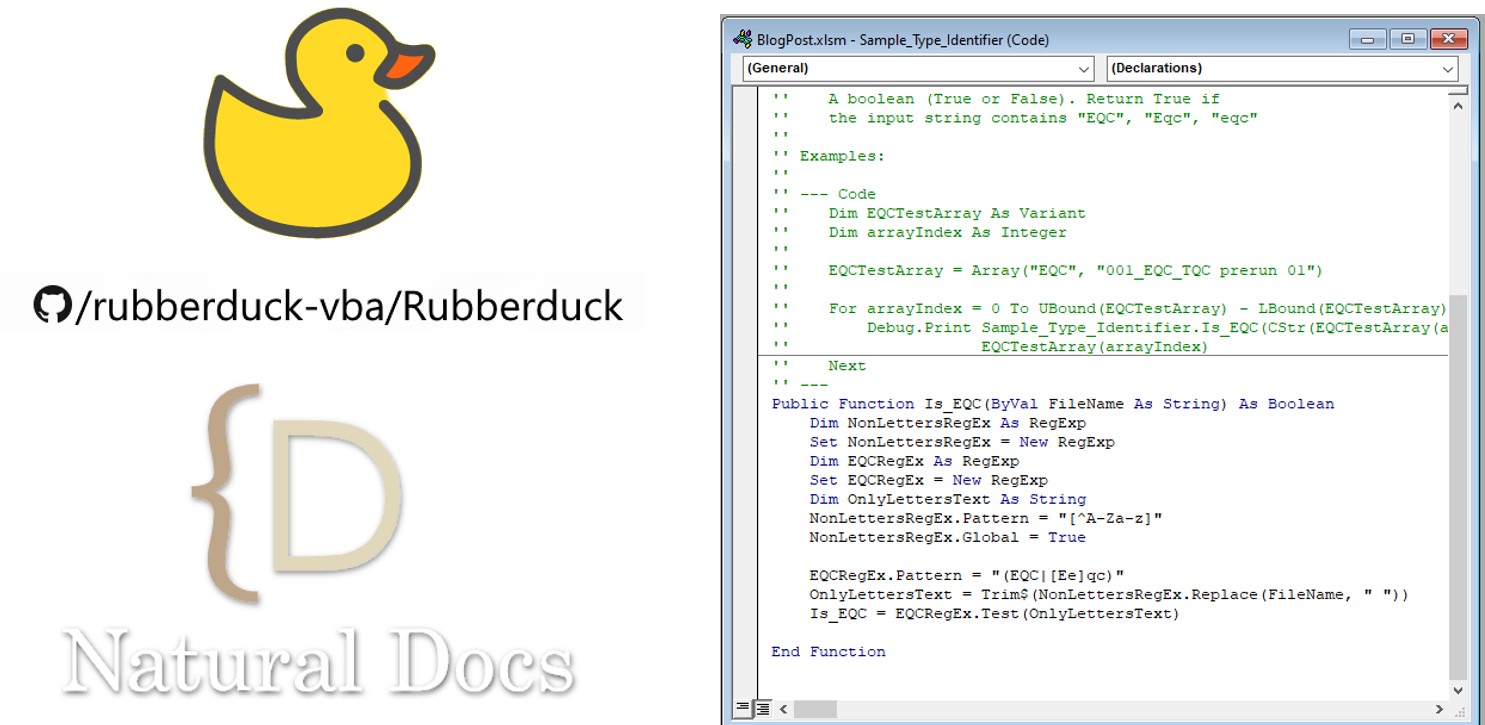 /rubberduck-vba/Rubberduck
{D
Natural Docs
BlogPost.xlsm - Sample_Type_Identifier (Code)
(General)
(Declarations)
''    A boolean (True or False). Return True if
''    the input string contains "EQC", "Eqc", "eqc"
''
'' Examples:
''
'' --- Code
''    Dim EQCTestArray As Variant
''    Dim arrayIndex As Integer
''
''    EQCTestArray = Array("EQC", "001_EQC_TQC prerun 01")
''
''    For arrayIndex = 0 To UBound(EQCTestArray) - LBound(EQCTestArray)
''        Debug.Print Sample_Type_Identifier.Is_EQC(CStr(EQCTestArray(a
''                    EQCTestArray(arrayIndex)
''    Next
'' ---
Public Function Is_EQC(ByVal FileName As String) As Boolean
    Dim NonLettersRegEx As RegExp
    Set NonLettersRegEx = New RegExp
    Dim EQCRegEx As RegExp
    Set EQCRegEx = New RegExp
    Dim OnlyLettersText As String
    NonLettersRegEx.Pattern = "[^A-Za-z]"
    NonLettersRegEx.Global = True
    EQCRegEx.Pattern = "(EQC|[Ee]qc)"
    OnlyLettersText = Trim$(NonLettersRegEx.Replace(FileName, " "))
    Is_EQC = EQCRegEx.Test(OnlyLettersText)
End Function